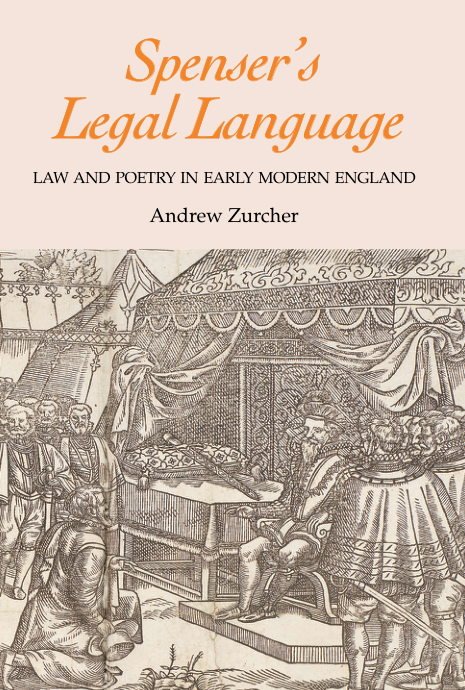 Spenser's
Legal Language
LAW AND POETRY IN EARLY MODERN ENGLAND
Andrew Zurcher